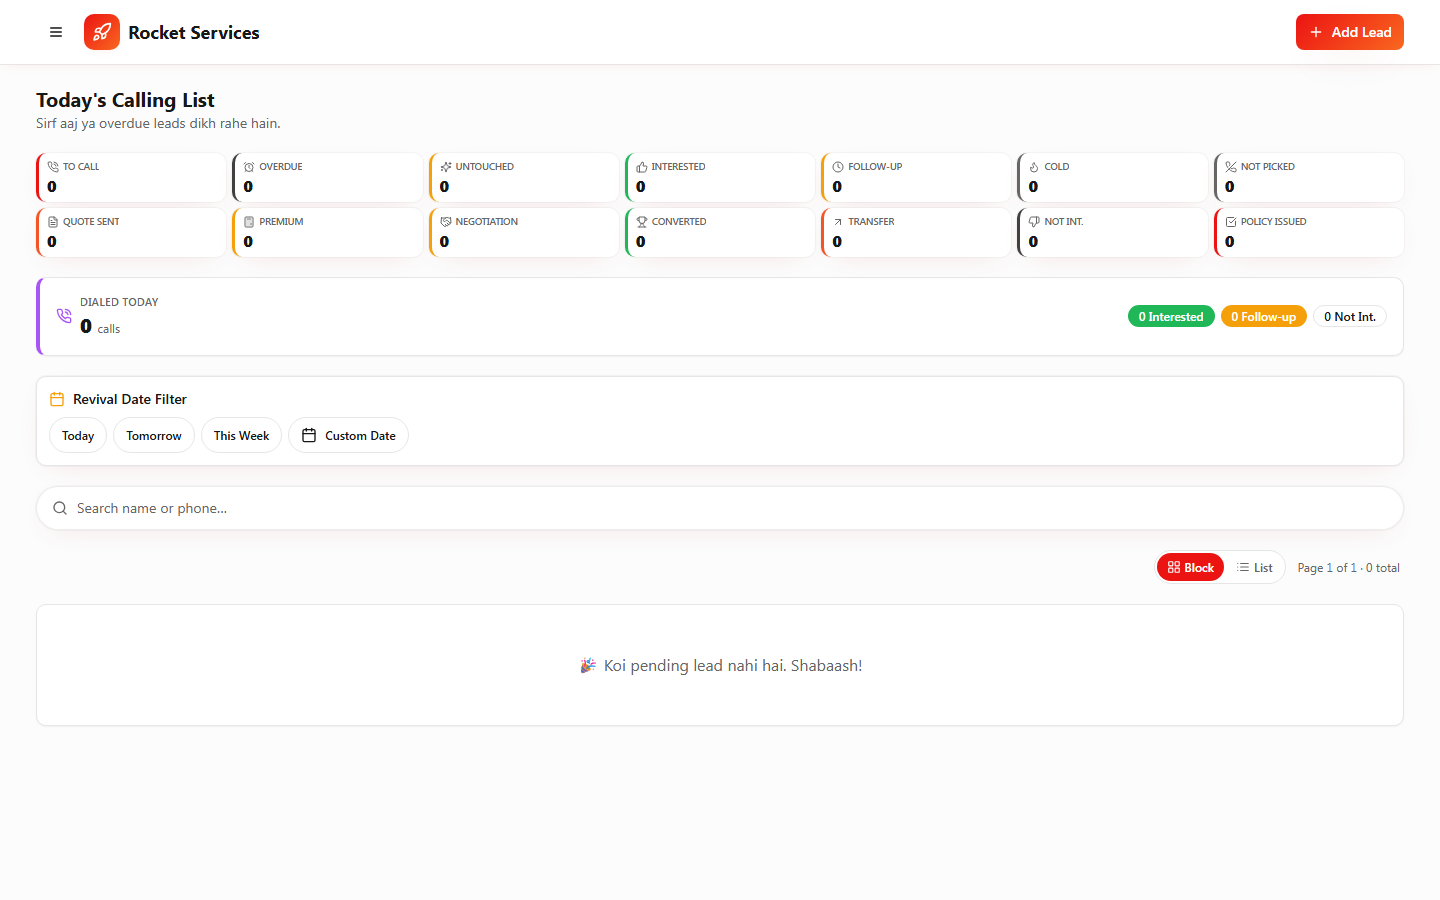 Rocket Services
Add Lead
Today's Calling List
Sirf aaj ya overdue leads dikh rahe hain.
TO CALL
0
OVERDUE
0
UNTOUCHED
0
INTERESTED
0
FOLLOW-UP
0
COLD
0
NOT PICKED
0
QUOTE SENT
0
PREMIUM
0
NEGOTIATION
0
CONVERTED
0
TRANSFER
0
NOT INT.
0
POLICY ISSUED
0
DIALED TODAY
0 calls
0 Interested
0 Follow-up
0 Not Int.
Revival Date Filter
Today
Tomorrow
This Week
Custom Date
Search name or phone...
Block
List
Page 1 of 1 · 0 total
🎉 Koi pending lead nahi hai. Shabaash!